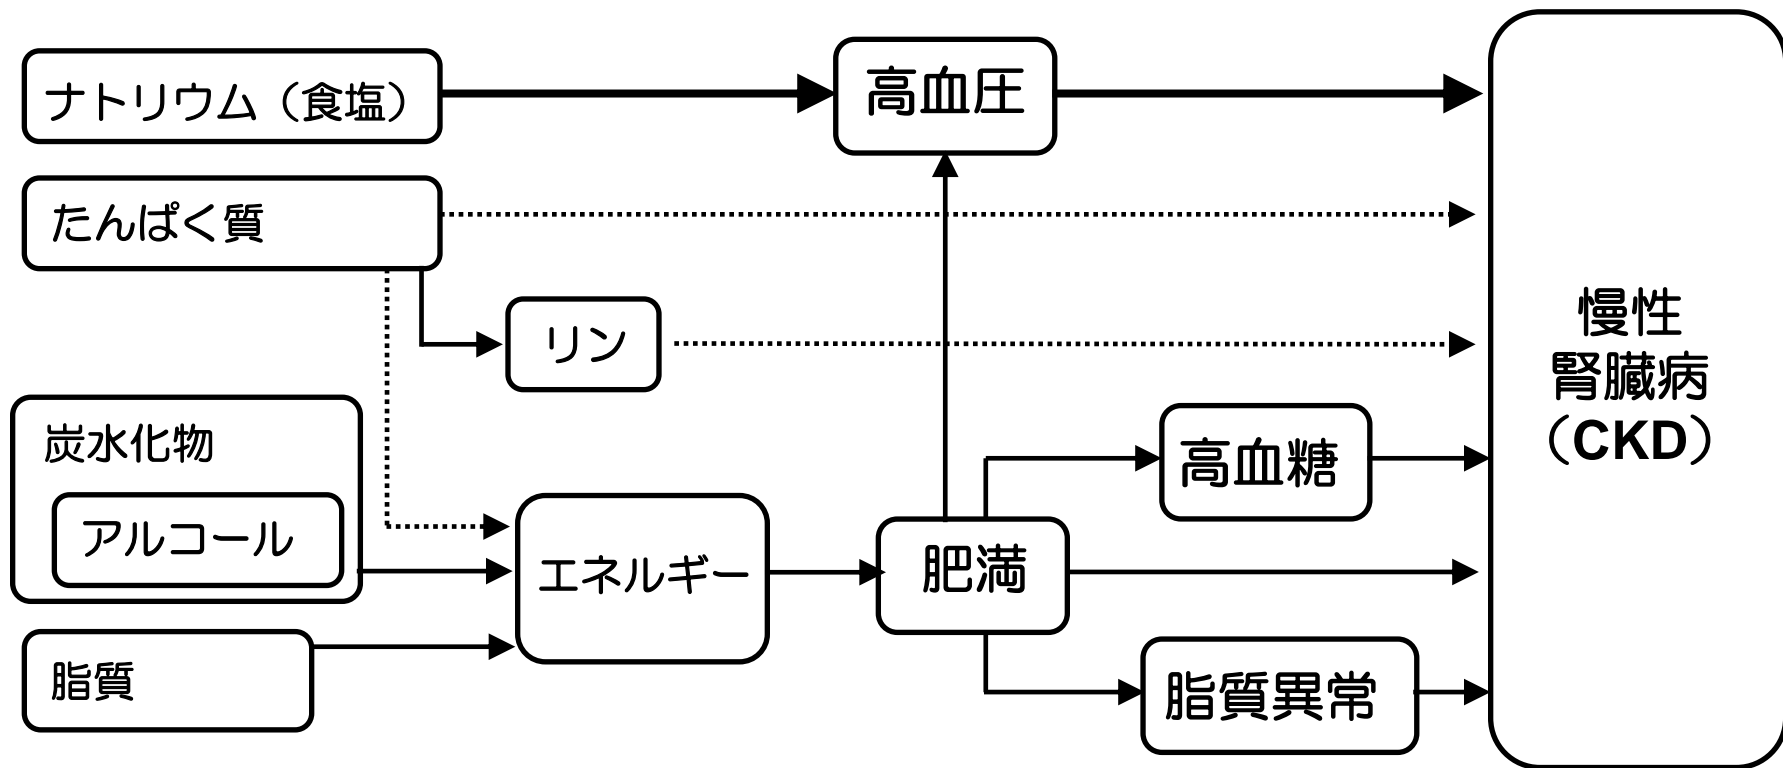 ナトリウム（食塩）
高血圧
たんぱく質
リン
炭水化物
アルコール
エネルギー
肥満
高血糖
脂質
脂質異常
慢性
腎臓病
（CKD）